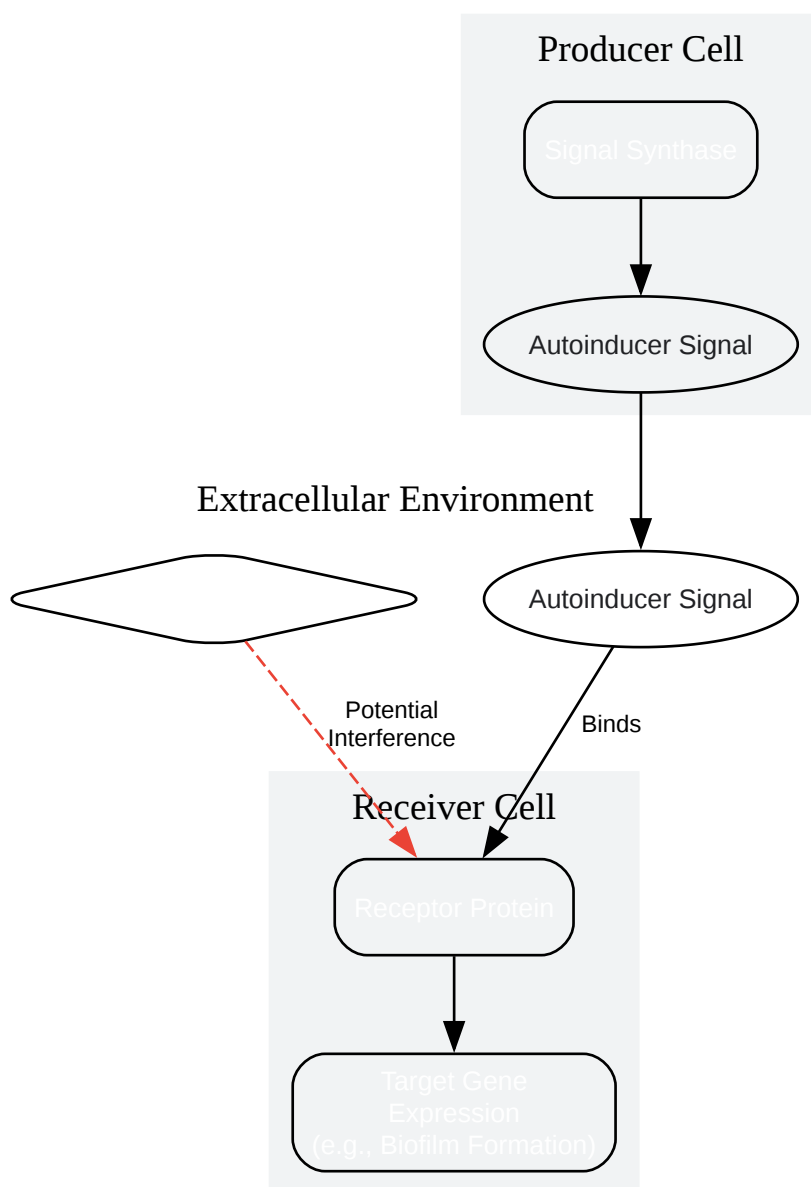 Producer Cell
Signal Synthase
Autoinducer Signal
Extracellular Environment
Autoinducer Signal
Potential
Interference
Binds
Receiver Cell
Receptor Protein
Target Gene
Expression
(e.g., Biofilm Formation)